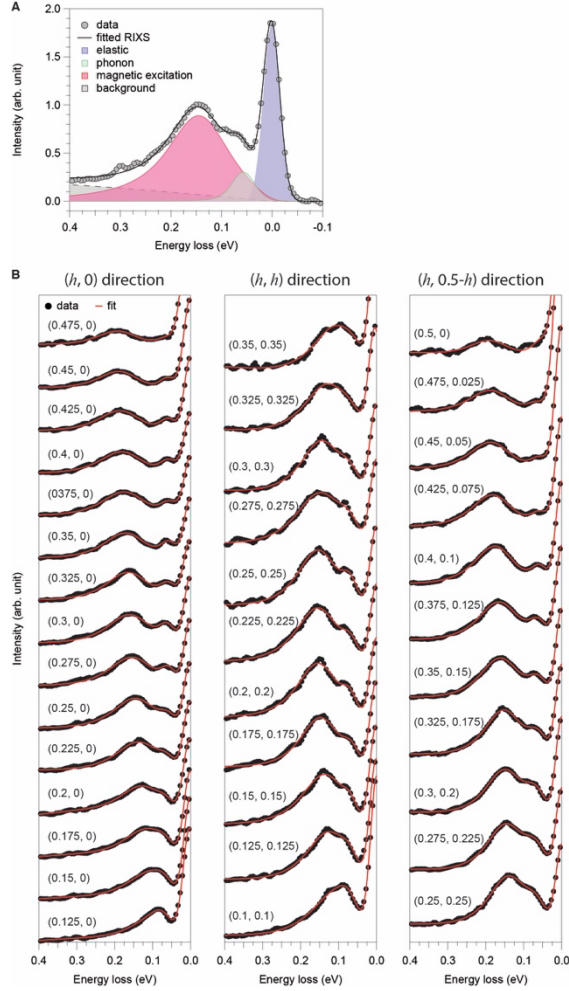 A
data
fitted RIXS
elastic
phonon
magnetic excitation
background
2.0
1.5
1.0
0.5
0.0
Intensity (arb. unit)
0.4 0.3 0.2 0.1 0.0 -0.1
Energy loss (eV)
B
(h, 0) direction
(h, h) direction
(h, 0.5-h) direction
Intensity (arb. unit)
data fit
(0.475, 0)
(0.45, 0)
(0.425, 0)
(0.4, 0)
(0375, 0)
(0.35, 0)
(0.325, 0)
(0.3, 0)
(0.275, 0)
(0.25, 0)
(0.225, 0)
(0.2, 0)
(0.175, 0)
(0.15, 0)
(0.125, 0)
0.4 0.3 0.2 0.1 0.0
Energy loss (eV)
(0.35, 0.35)
(0.325, 0.325)
(0.3, 0.3)
(0.275, 0.275)
(0.25, 0.25)
(0.225, 0.225)
(0.2, 0.2)
(0.175, 0.175)
(0.15, 0.15)
(0.125, 0.125)
(0.1, 0.1)
0.4 0.3 0.2 0.1 0.0
Energy loss (eV)
(0.5, 0)
(0.475, 0.025)
(0.45, 0.05)
(0.425, 0.075)
(0.4, 0.1)
(0.375, 0.125)
(0.35, 0.15)
(0.325, 0.175)
(0.3, 0.2)
(0.275, 0.225)
(0.25, 0.25)
0.4 0.3 0.2 0.1 0.0
Energy loss (eV)